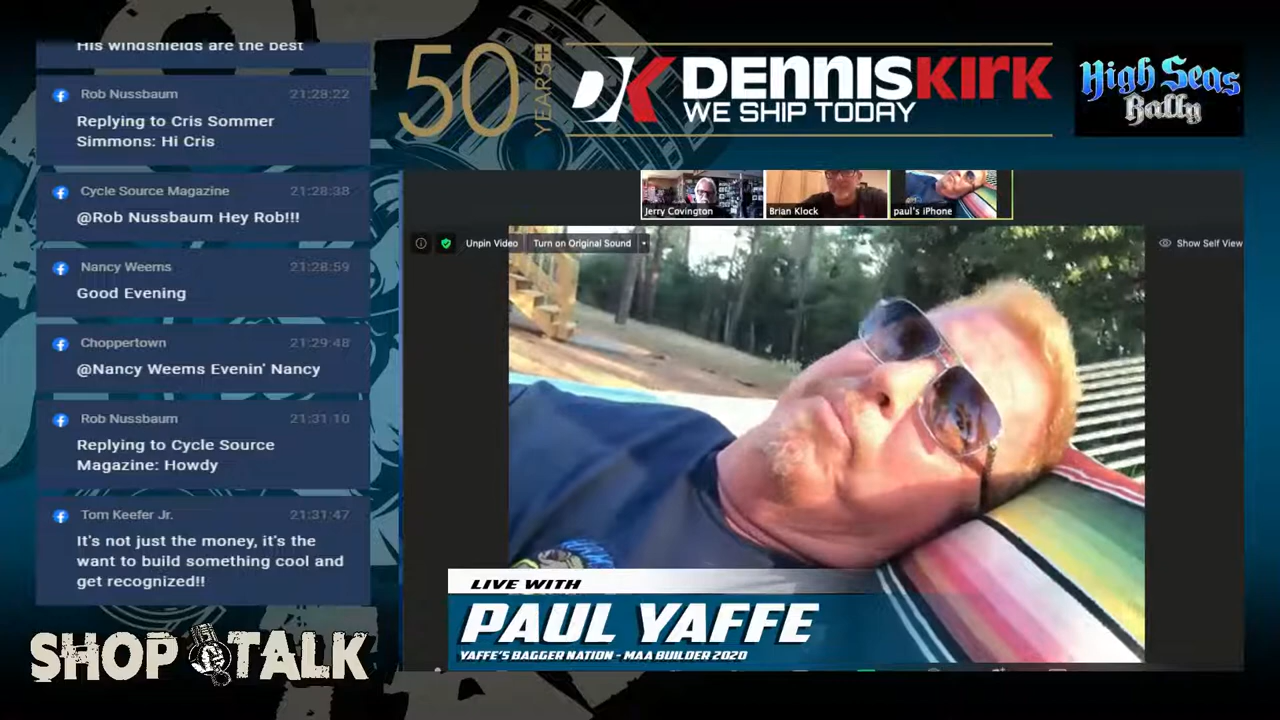 His windshields are the best
Rob Nussbaum 21:28:22
Replying to Cris Sommer
Simmons: Hi Cris
Cycle Source Magazine 21:28:38
@Rob Nussbaum Hey Rob!!!
Nancy Weems 21:28:59
Good Evening
Choppertown 21:29:48
@Nancy Weems Evenin' Nancy
Rob Nussbaum 21:31:10
Replying to Cycle Source
Magazine: Howdy
Tom Keefer Jr. 21:31:47
It's not just the money, it's the
want to build something cool and
get recognized!!
SHOP TALK
50 YEARS+
DK DENNIS KIRK
WE SHIP TODAY
High Seas
Rally
Jerry Covington
Brian Klock
paul's iPhone
Unpin Video
Turn on Original Sound
Show Self View
LIVE WITH
PAUL YAFFE
YAFFE'S BAGGER NATION - MAA BUILDER 2020